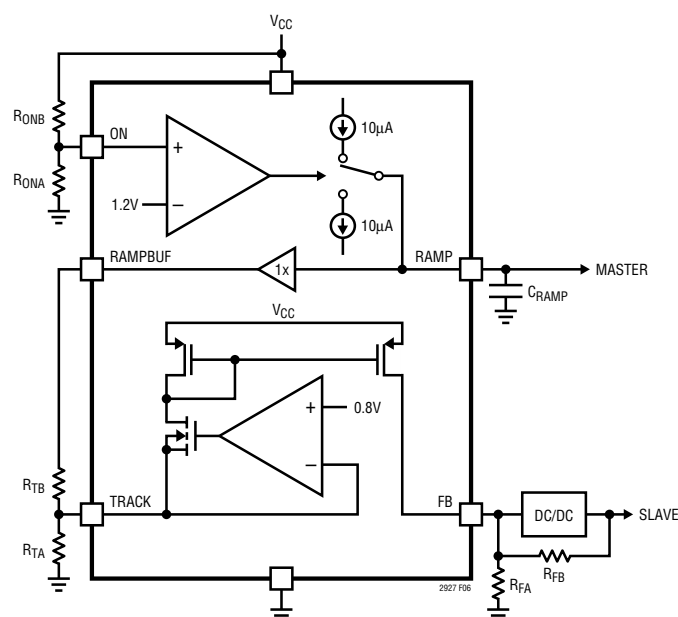 VCC
RONB
ON
10µA
RONA
1.2V
10µA
RAMPBUF
1x
RAMP
MASTER
CRAMP
VCC
0.8V
RTB
TRACK
FB
DC/DC
SLAVE
RTA
RFB
RFA
2927 F06
+
−
+
−